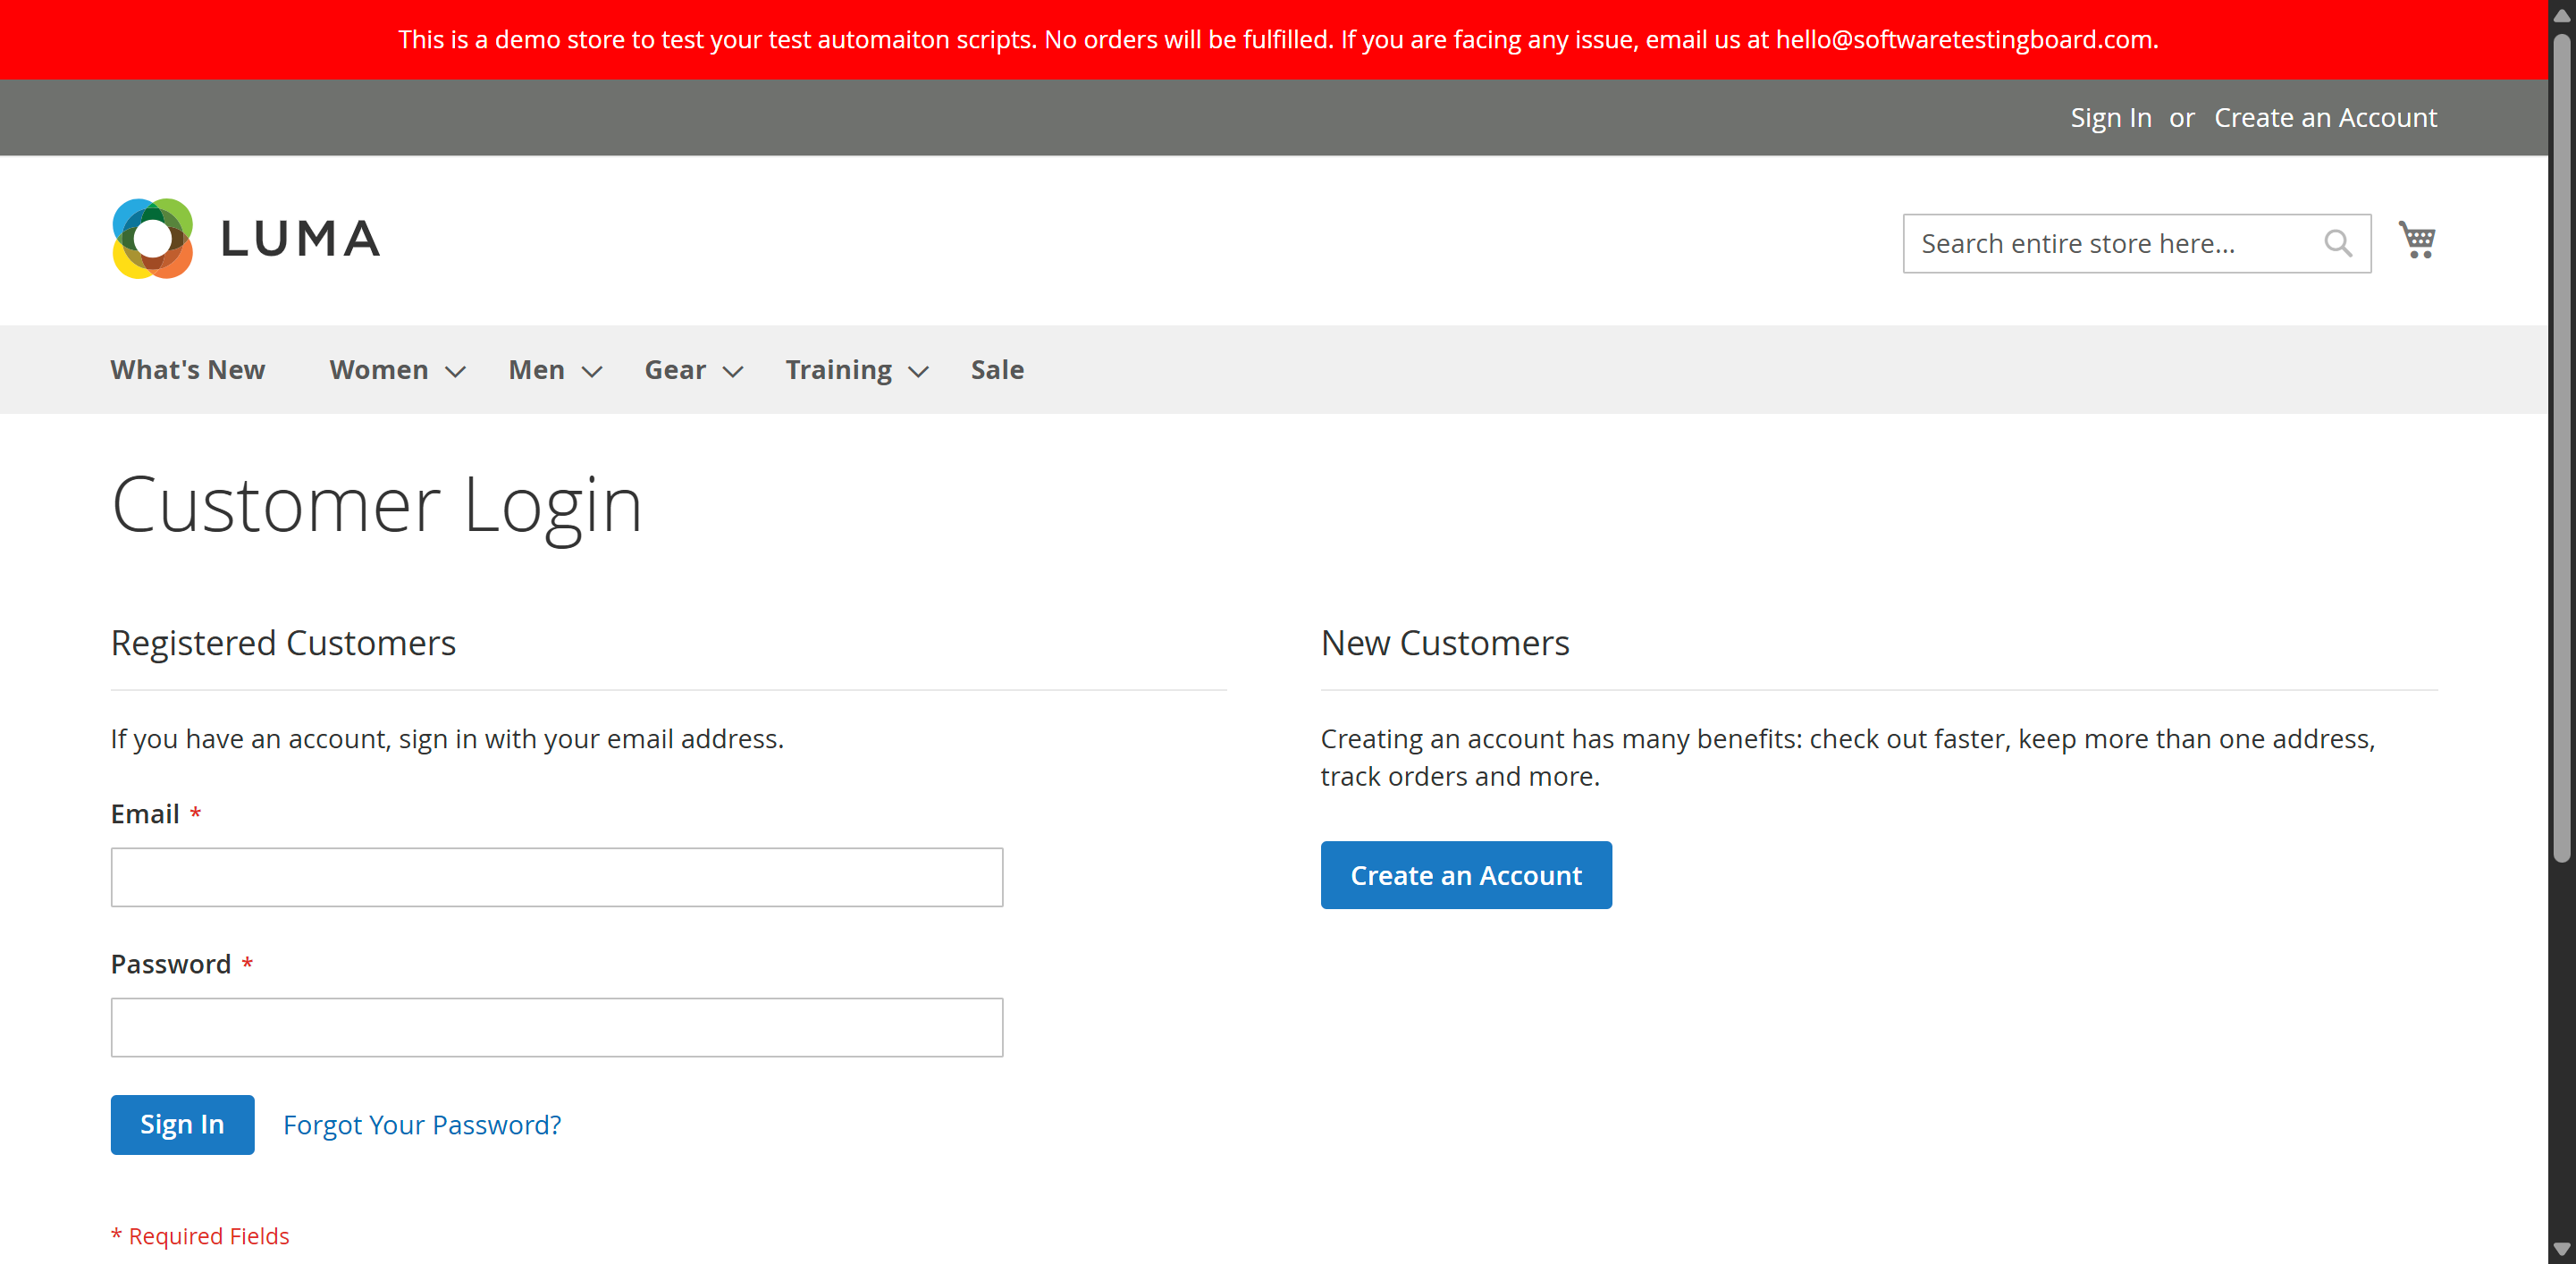 This is a demo store to test your test automaiton scripts. No orders will be fulfilled. If you are facing any issue, email us at hello@softwaretestingboard.com.
Sign In or Create an Account
LUMA
Search entire store here...
What's New Women Men Gear Training Sale
Customer Login
Registered Customers
If you have an account, sign in with your email address.
Email *
Password *
Sign In Forgot Your Password?
* Required Fields
New Customers
Creating an account has many benefits: check out faster, keep more than one address,
track orders and more.
Create an Account